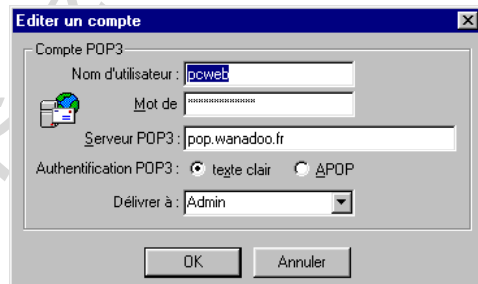 Editer un compte
Compte POP3
Nom d'utilisateur : pcweb
Mot de *************
Serveur POP3 : pop.wanadoo.fr
Authentification POP3 : texte clair APOP
Délivrer à : Admin
OK Annuler